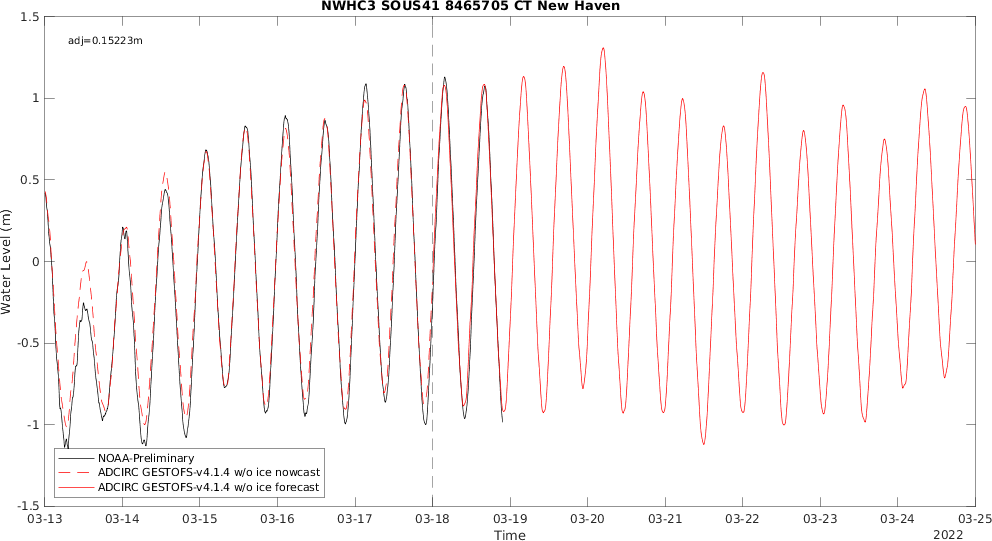 NWHC3 SOUS41 8465705 CT New Haven
adj=0.15223m
1.5
1
0.5
0
-0.5
-1
-1.5
Water Level (m)
NOAA-Preliminary
ADCIRC GESTOFS-v4.1.4 w/o ice nowcast
ADCIRC GESTOFS-v4.1.4 w/o ice forecast
03-13 03-14 03-15 03-16 03-17 03-18 03-19 03-20 03-21 03-22 03-23 03-24 03-25
Time
2022